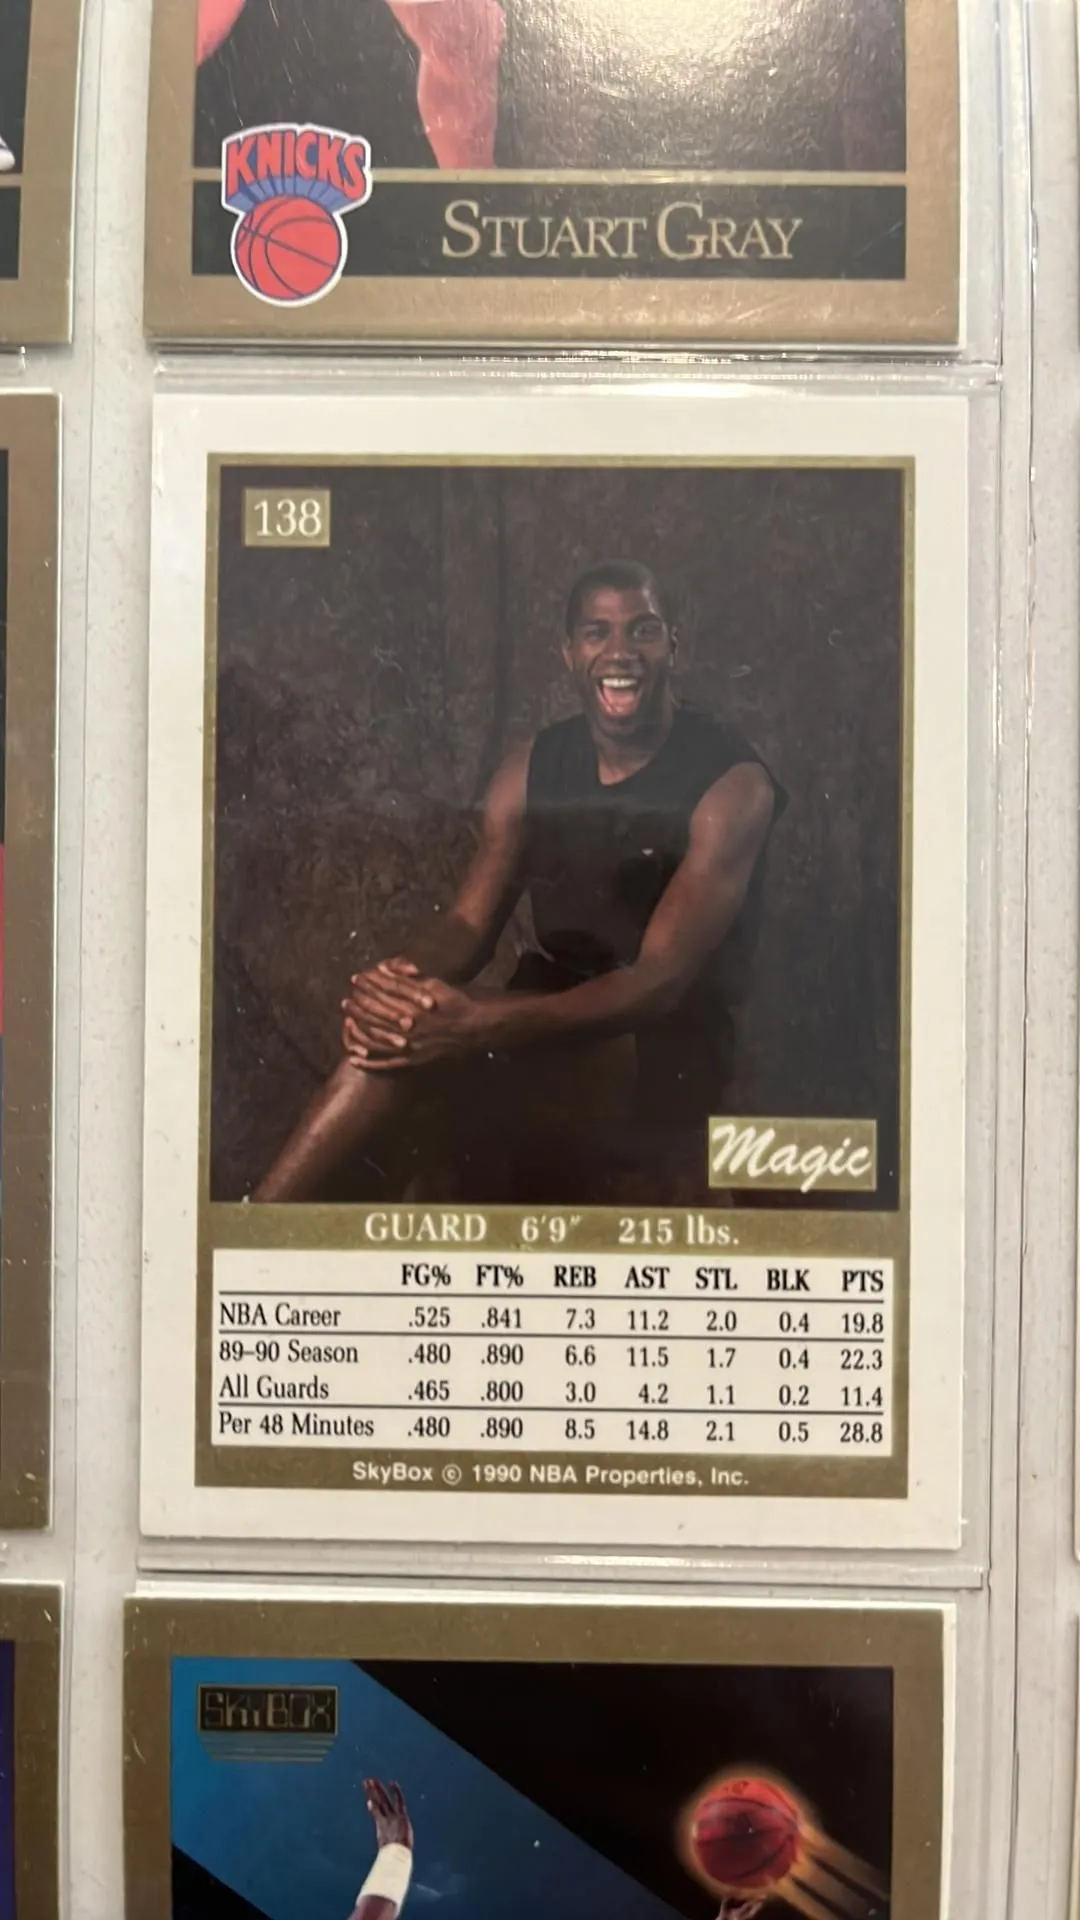 KNICKS
STUART GRAY
138
Magic
GUARD 6'9" 215 lbs.
FG% FT% REB AST STL BLK PTS
NBA Career .525 .841 7.3 11.2 2.0 0.4 19.8
89–90 Season .480 .890 6.6 11.5 1.7 0.4 22.3
All Guards .465 .800 3.0 4.2 1.1 0.2 11.4
Per 48 Minutes .480 .890 8.5 14.8 2.1 0.5 28.8
SkyBox © 1990 NBA Properties, Inc.
SKYBOX